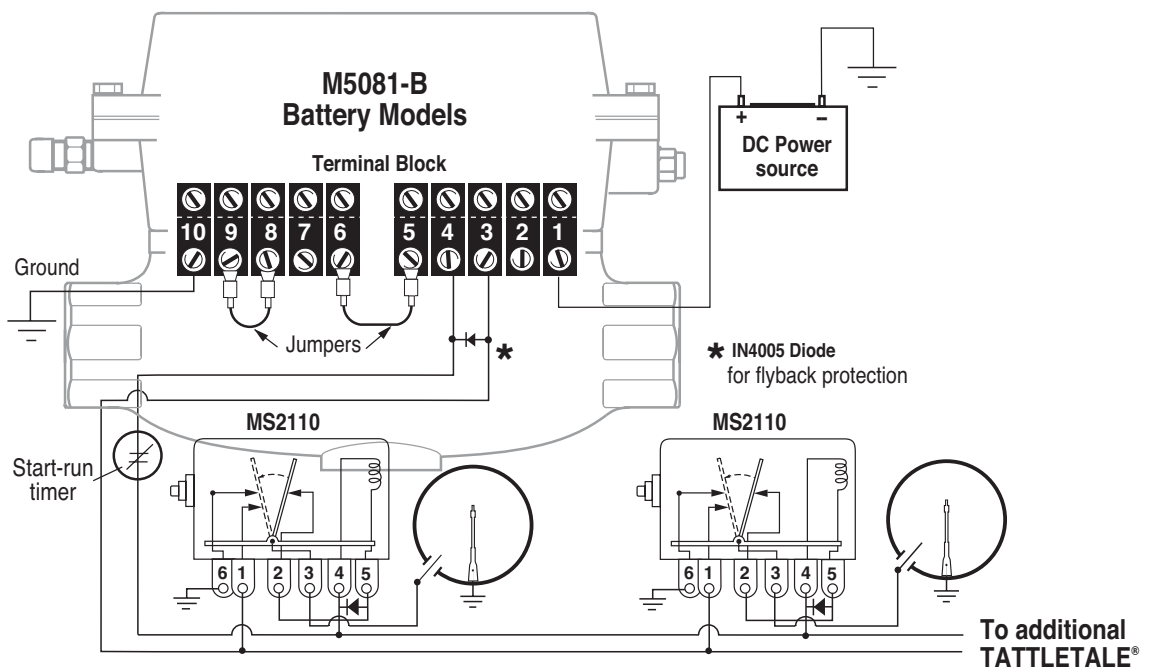 M5081-B
Battery Models
Terminal Block
10 9 8 7 6 5 4 3 2 1
+ –
DC Power
source
Ground
Jumpers
*
* IN4005 Diode
for flyback protection
Start-run
timer
MS2110
6 1 2 3 4 5
MS2110
6 1 2 3 4 5
To additional
TATTLETALE®